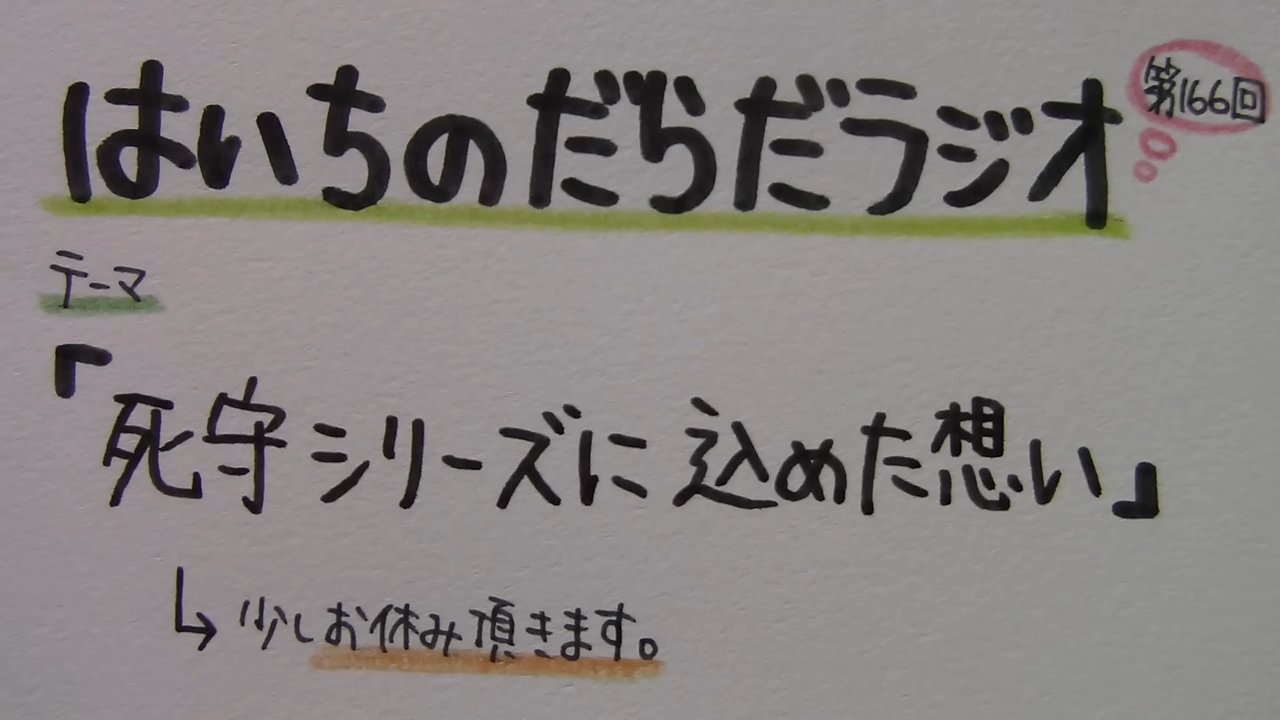 はいちのだらだラジオ
第166回
テーマ
「死守シリーズに込めた想い」
↳少しお休み頂きます。